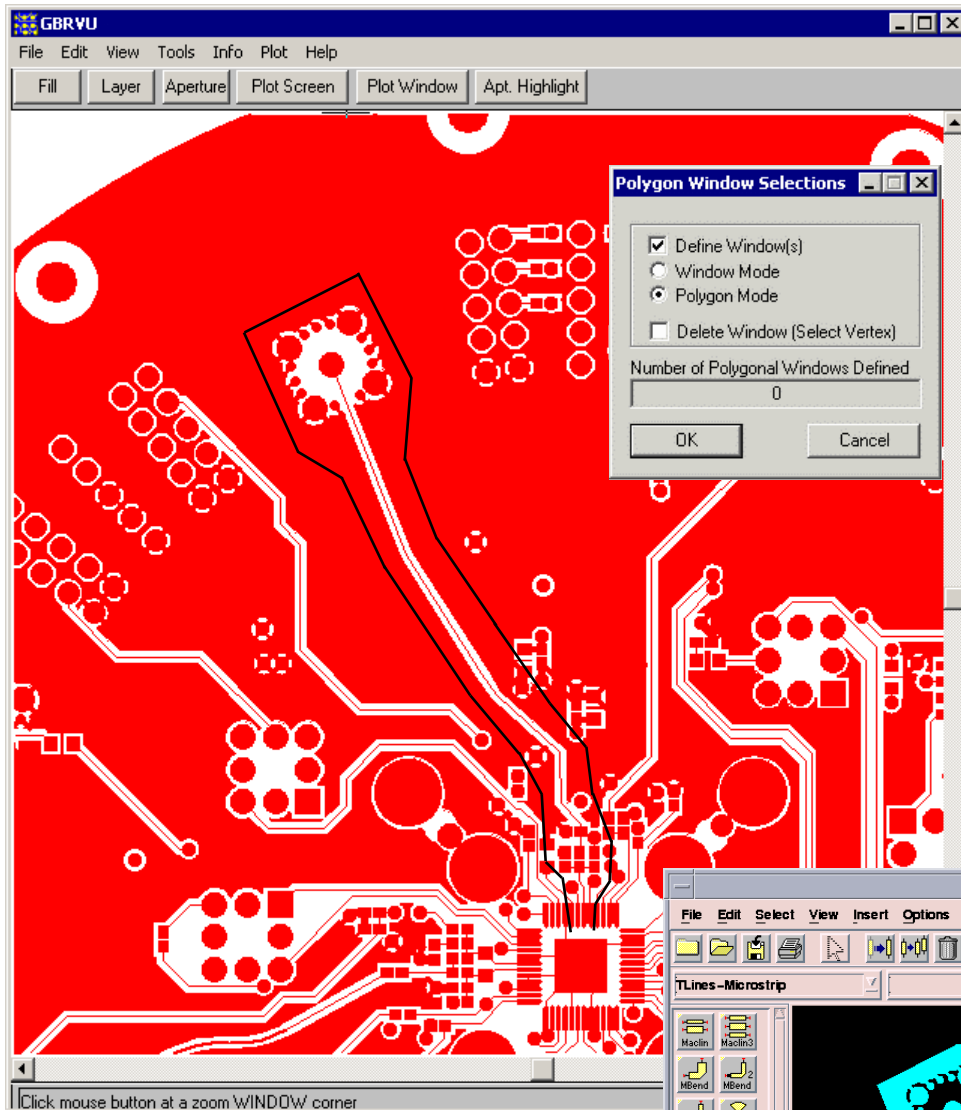 GBRVU
File Edit View Tools Info Plot Help
Fill Layer Aperture Plot Screen Plot Window Apt. Highlight
Polygon Window Selections
Define Window(s)
Window Mode
Polygon Mode
Delete Window (Select Vertex)
Number of Polygonal Windows Defined
0
OK Cancel
File Edit Select View Insert Options
TLines-Microstrip
Maclin Maclin3
MBend MBend
2
Click mouse button at a zoom WINDOW corner